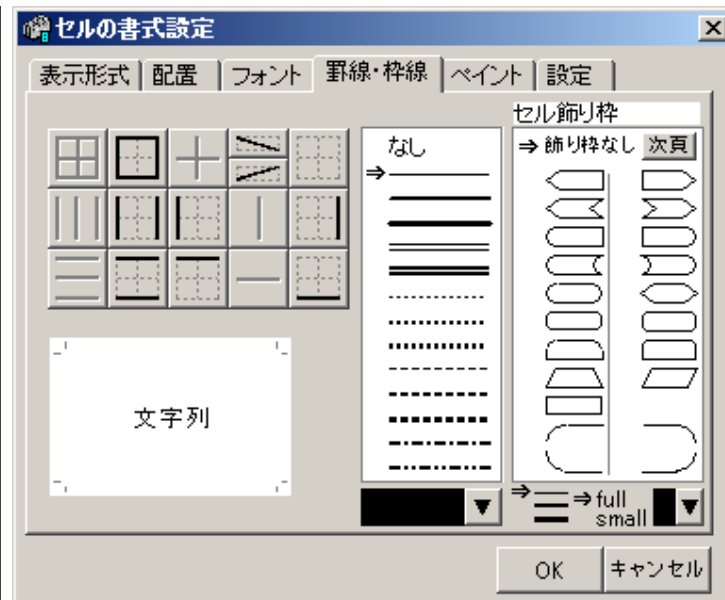 セルの書式設定
表示形式 配置 フォント 罫線・枠線 ペイント 設定
セル飾り枠
なし
⇒ 飾り枠なし 次頁
⇒
文字列
⇒ ⇒ full
small
OK キャンセル